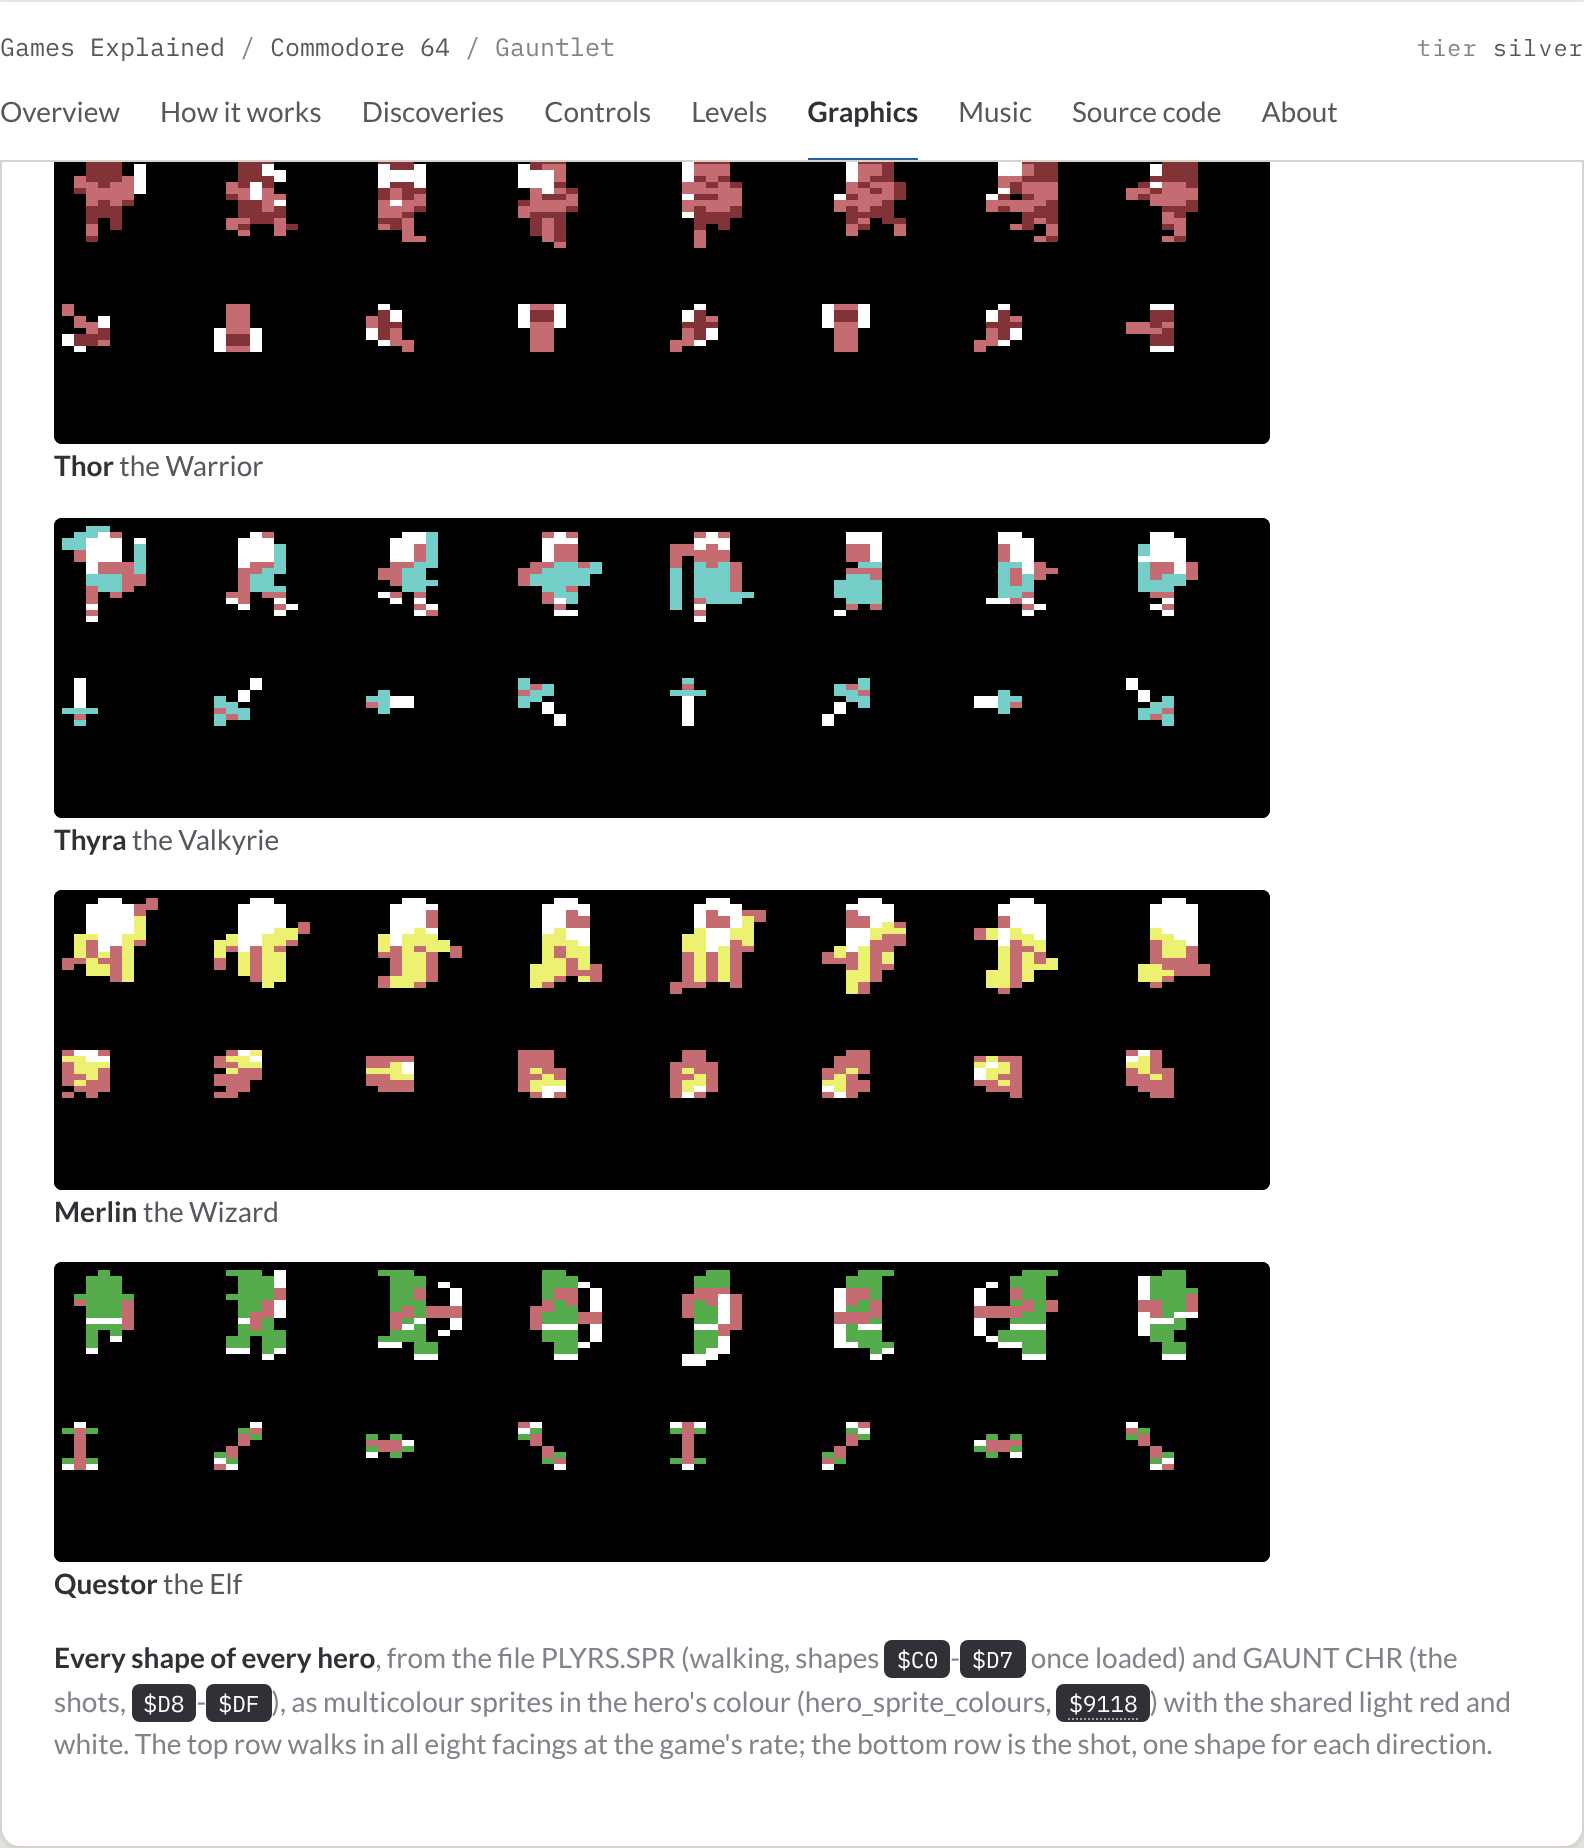 Games Explained / Commodore 64 / Gauntlet
tier silver
Overview How it works Discoveries Controls Levels Graphics Music Source code About
Thor the Warrior
Thyra the Valkyrie
Merlin the Wizard
Questor the Elf
Every shape of every hero, from the file PLYRS.SPR (walking, shapes $C0-$D7 once loaded) and GAUNT CHR (the
shots, $D8-$DF), as multicolour sprites in the hero's colour (hero_sprite_colours, $9118) with the shared light red and
white. The top row walks in all eight facings at the game's rate; the bottom row is the shot, one shape for each direction.